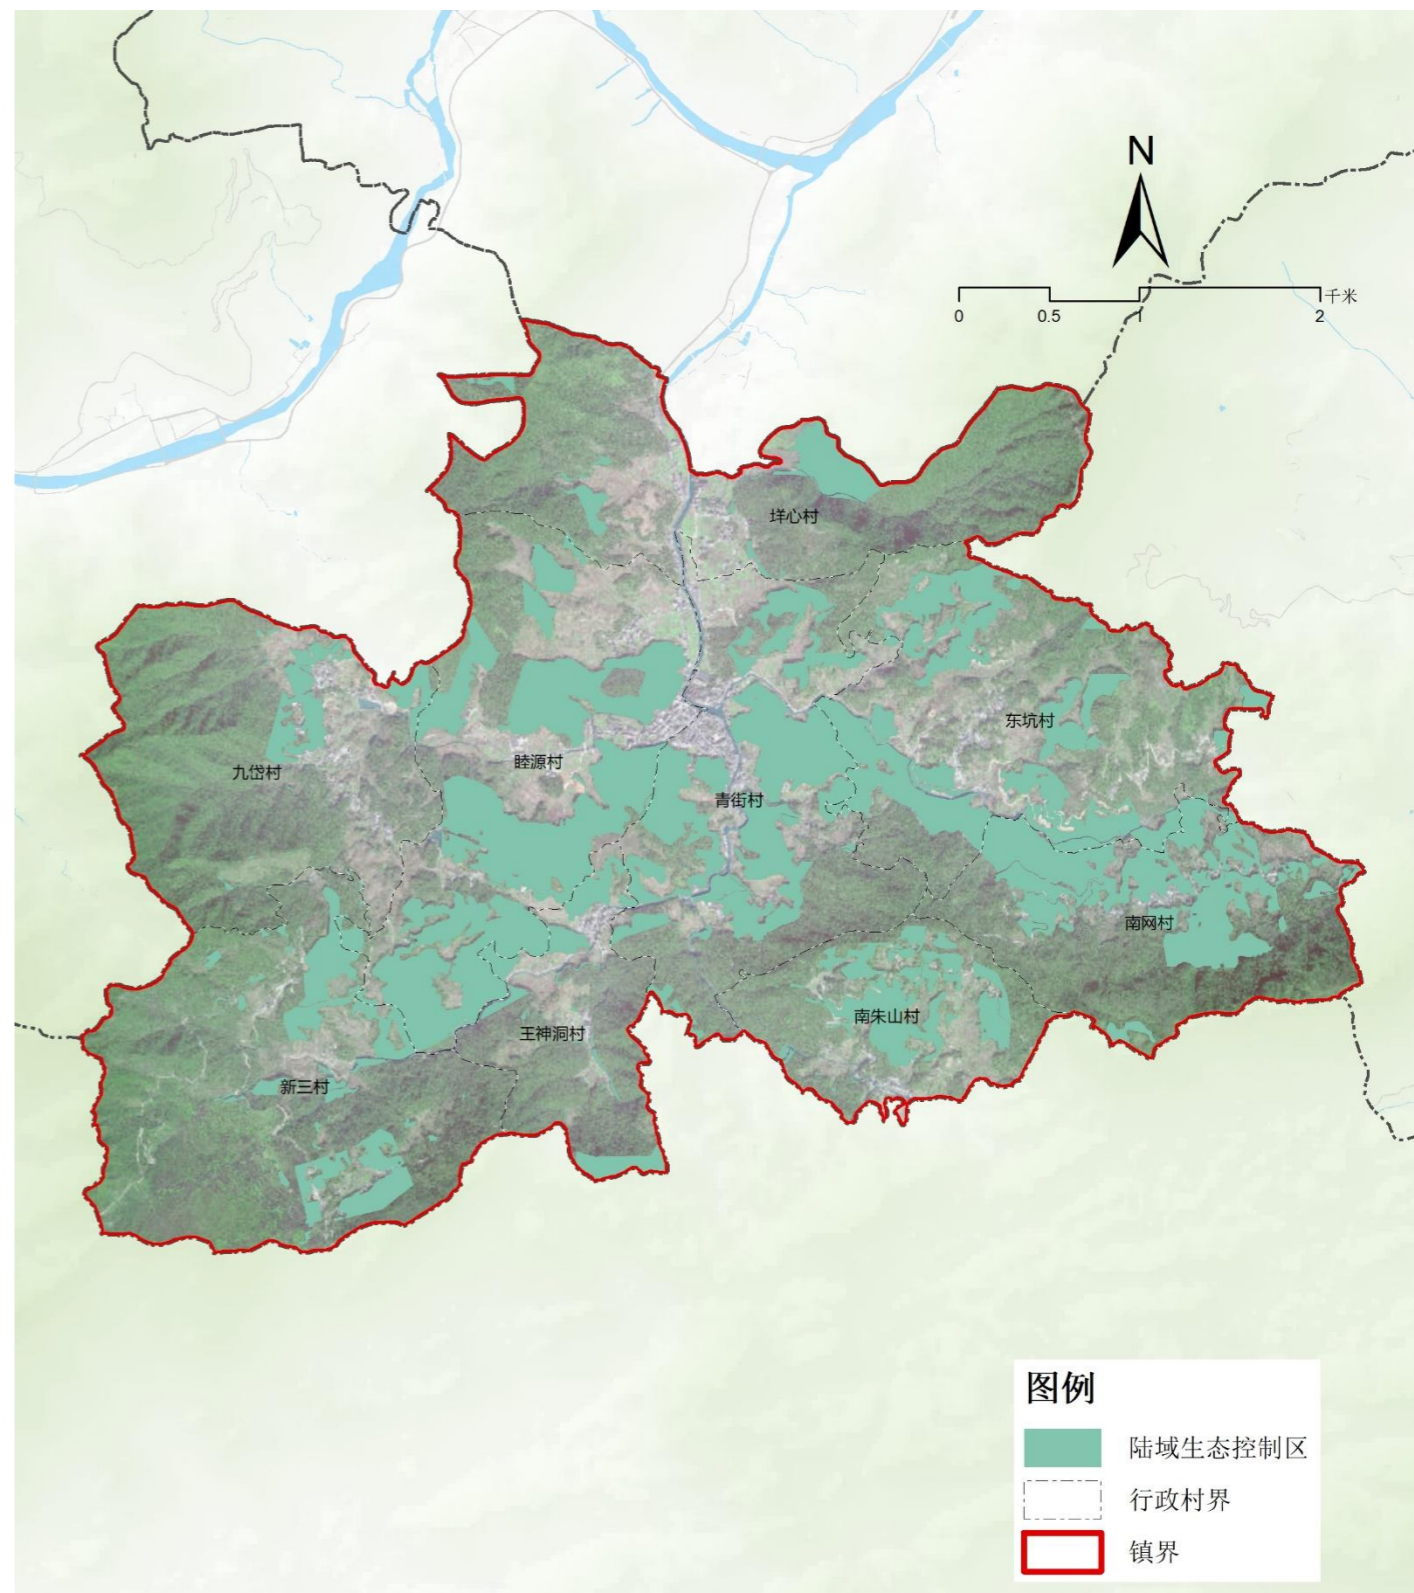 N
千米
0 0.5 1 2
垟心村
东坑村
睦源村
九岱村
青街村
南网村
南朱山村
王神洞村
新三村
图例
陆域生态控制区
行政村界
镇界